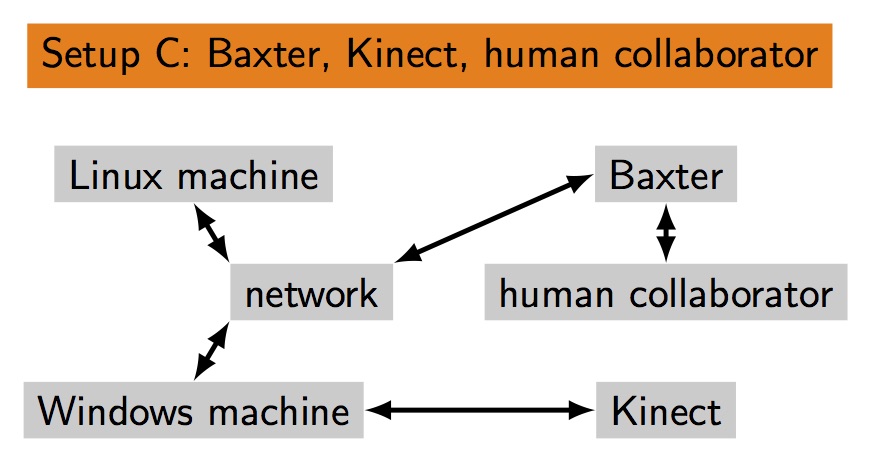 Setup C: Baxter, Kinect, human collaborator
Linux machine
Baxter
network
human collaborator
Windows machine
Kinect